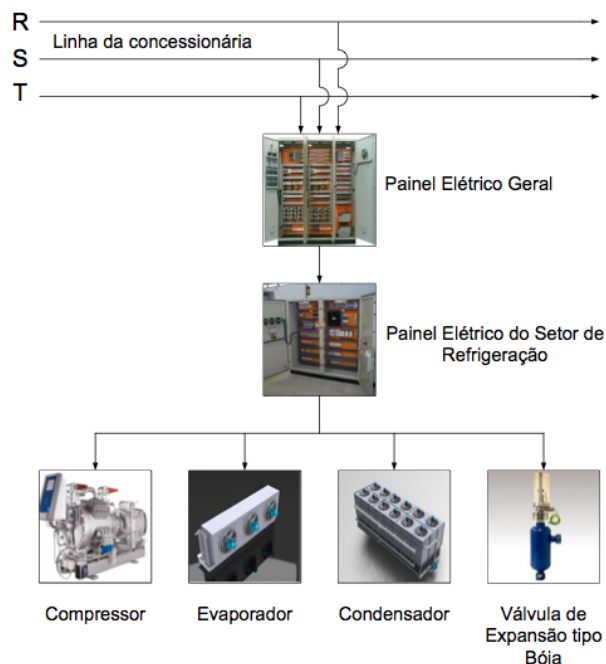 R
Linha da concessionária
S
T
Painel Elétrico Geral
Painel Elétrico do Setor de
Refrigeração
Compressor
Evaporador
Condensador
Válvula de
Expansão tipo
Bóia